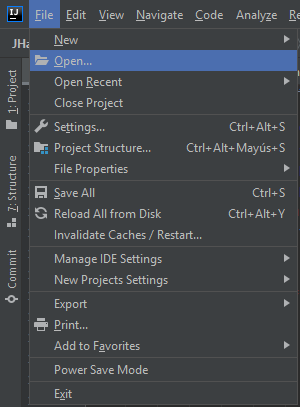 IJ File Edit View Navigate Code Analyze R
JHa
1: Project
7: Structure
Commit
New
Open...
Open Recent
Close Project
Settings... Ctrl+Alt+S
Project Structure... Ctrl+Alt+Mayús+S
File Properties
Save All Ctrl+S
Reload All from Disk Ctrl+Alt+Y
Invalidate Caches / Restart...
Manage IDE Settings
New Projects Settings
Export
Print...
Add to Favorites
Power Save Mode
Exit